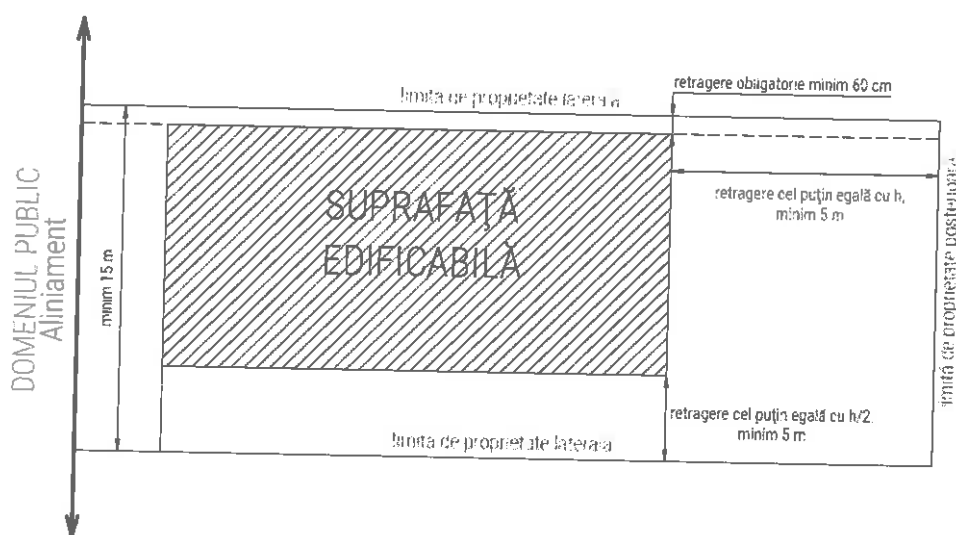 DOMENIUL PUBLIC
Aliniament
minim 15 m
limita de proprietate laterala
retragere obligatorie minim 60 cm
SUPRAFAȚĂ
EDIFICABILĂ
retragere cel puțin egală cu h,
minim 5 m
limită de proprietate posterioară
retragere cel puțin egală cu h/2,
minim 5 m
limita de proprietate laterala